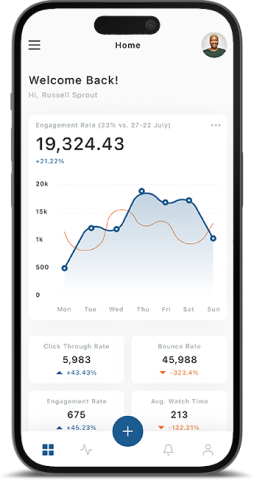 Home
Welcome Back!
Hi, Russell Sprout
Engagement Rate (23% vs. 27-22 July)
19,324.43
+21.22%
20k
15k
1k
500
0
Mon Tue Wed Thu Fri Sat Sun
Click Through Rate
5,983
+43.43%
Bounce Rate
45,988
-323.4%
Engagement Rate
675
+45.23%
Avg. Watch Time
213
-132.21%